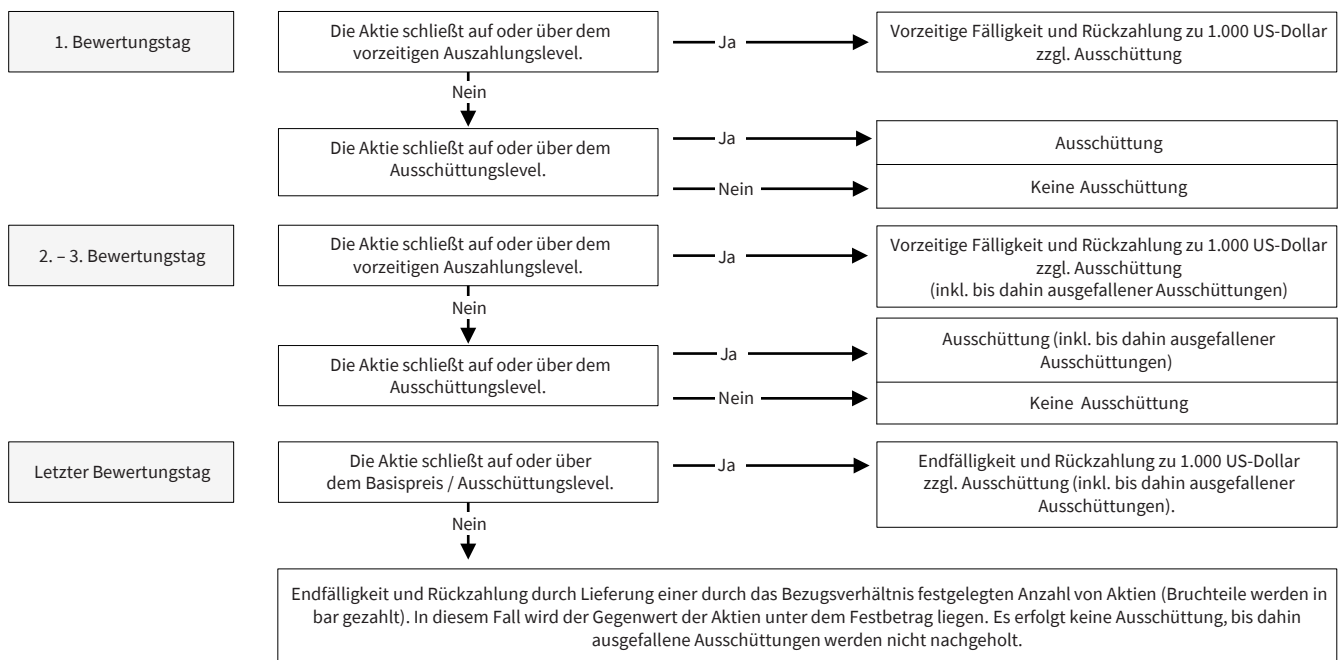 1. Bewertungstag
Die Aktie schließt auf oder über dem
vorzeitigen Auszahlungslevel.
Ja
Vorzeitige Fälligkeit und Rückzahlung zu 1.000 US-Dollar
zzgl. Ausschüttung
Nein
Die Aktie schließt auf oder über dem
Ausschüttungslevel.
Ja
Ausschüttung
Nein
Keine Ausschüttung
2. – 3. Bewertungstag
Die Aktie schließt auf oder über dem
vorzeitigen Auszahlungslevel.
Ja
Vorzeitige Fälligkeit und Rückzahlung zu 1.000 US-Dollar
zzgl. Ausschüttung
(inkl. bis dahin ausgefallener Ausschüttungen)
Nein
Die Aktie schließt auf oder über dem
Ausschüttungslevel.
Ja
Ausschüttung (inkl. bis dahin ausgefallener
Ausschüttungen)
Nein
Keine Ausschüttung
Letzter Bewertungstag
Die Aktie schließt auf oder über
dem Basispreis / Ausschüttungslevel.
Ja
Endfälligkeit und Rückzahlung zu 1.000 US-Dollar
zzgl. Ausschüttung (inkl. bis dahin ausgefallener
Ausschüttungen).
Nein
Endfälligkeit und Rückzahlung durch Lieferung einer durch das Bezugsverhältnis festgelegten Anzahl von Aktien (Bruchteile werden in
bar gezahlt). In diesem Fall wird der Gegenwert der Aktien unter dem Festbetrag liegen. Es erfolgt keine Ausschüttung, bis dahin
ausgefallene Ausschüttungen werden nicht nachgeholt.